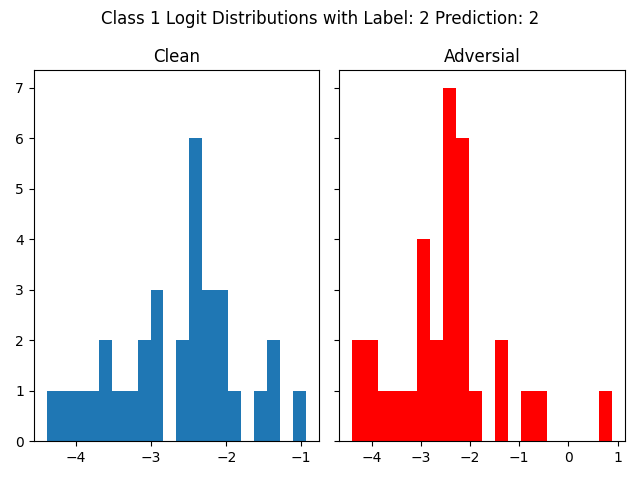 Class 1 Logit Distributions with Label: 2 Prediction: 2
Clean
Adversial
7
6
5
4
3
2
1
0
−4 −3 −2 −1
−4 −3 −2 −1 0 1